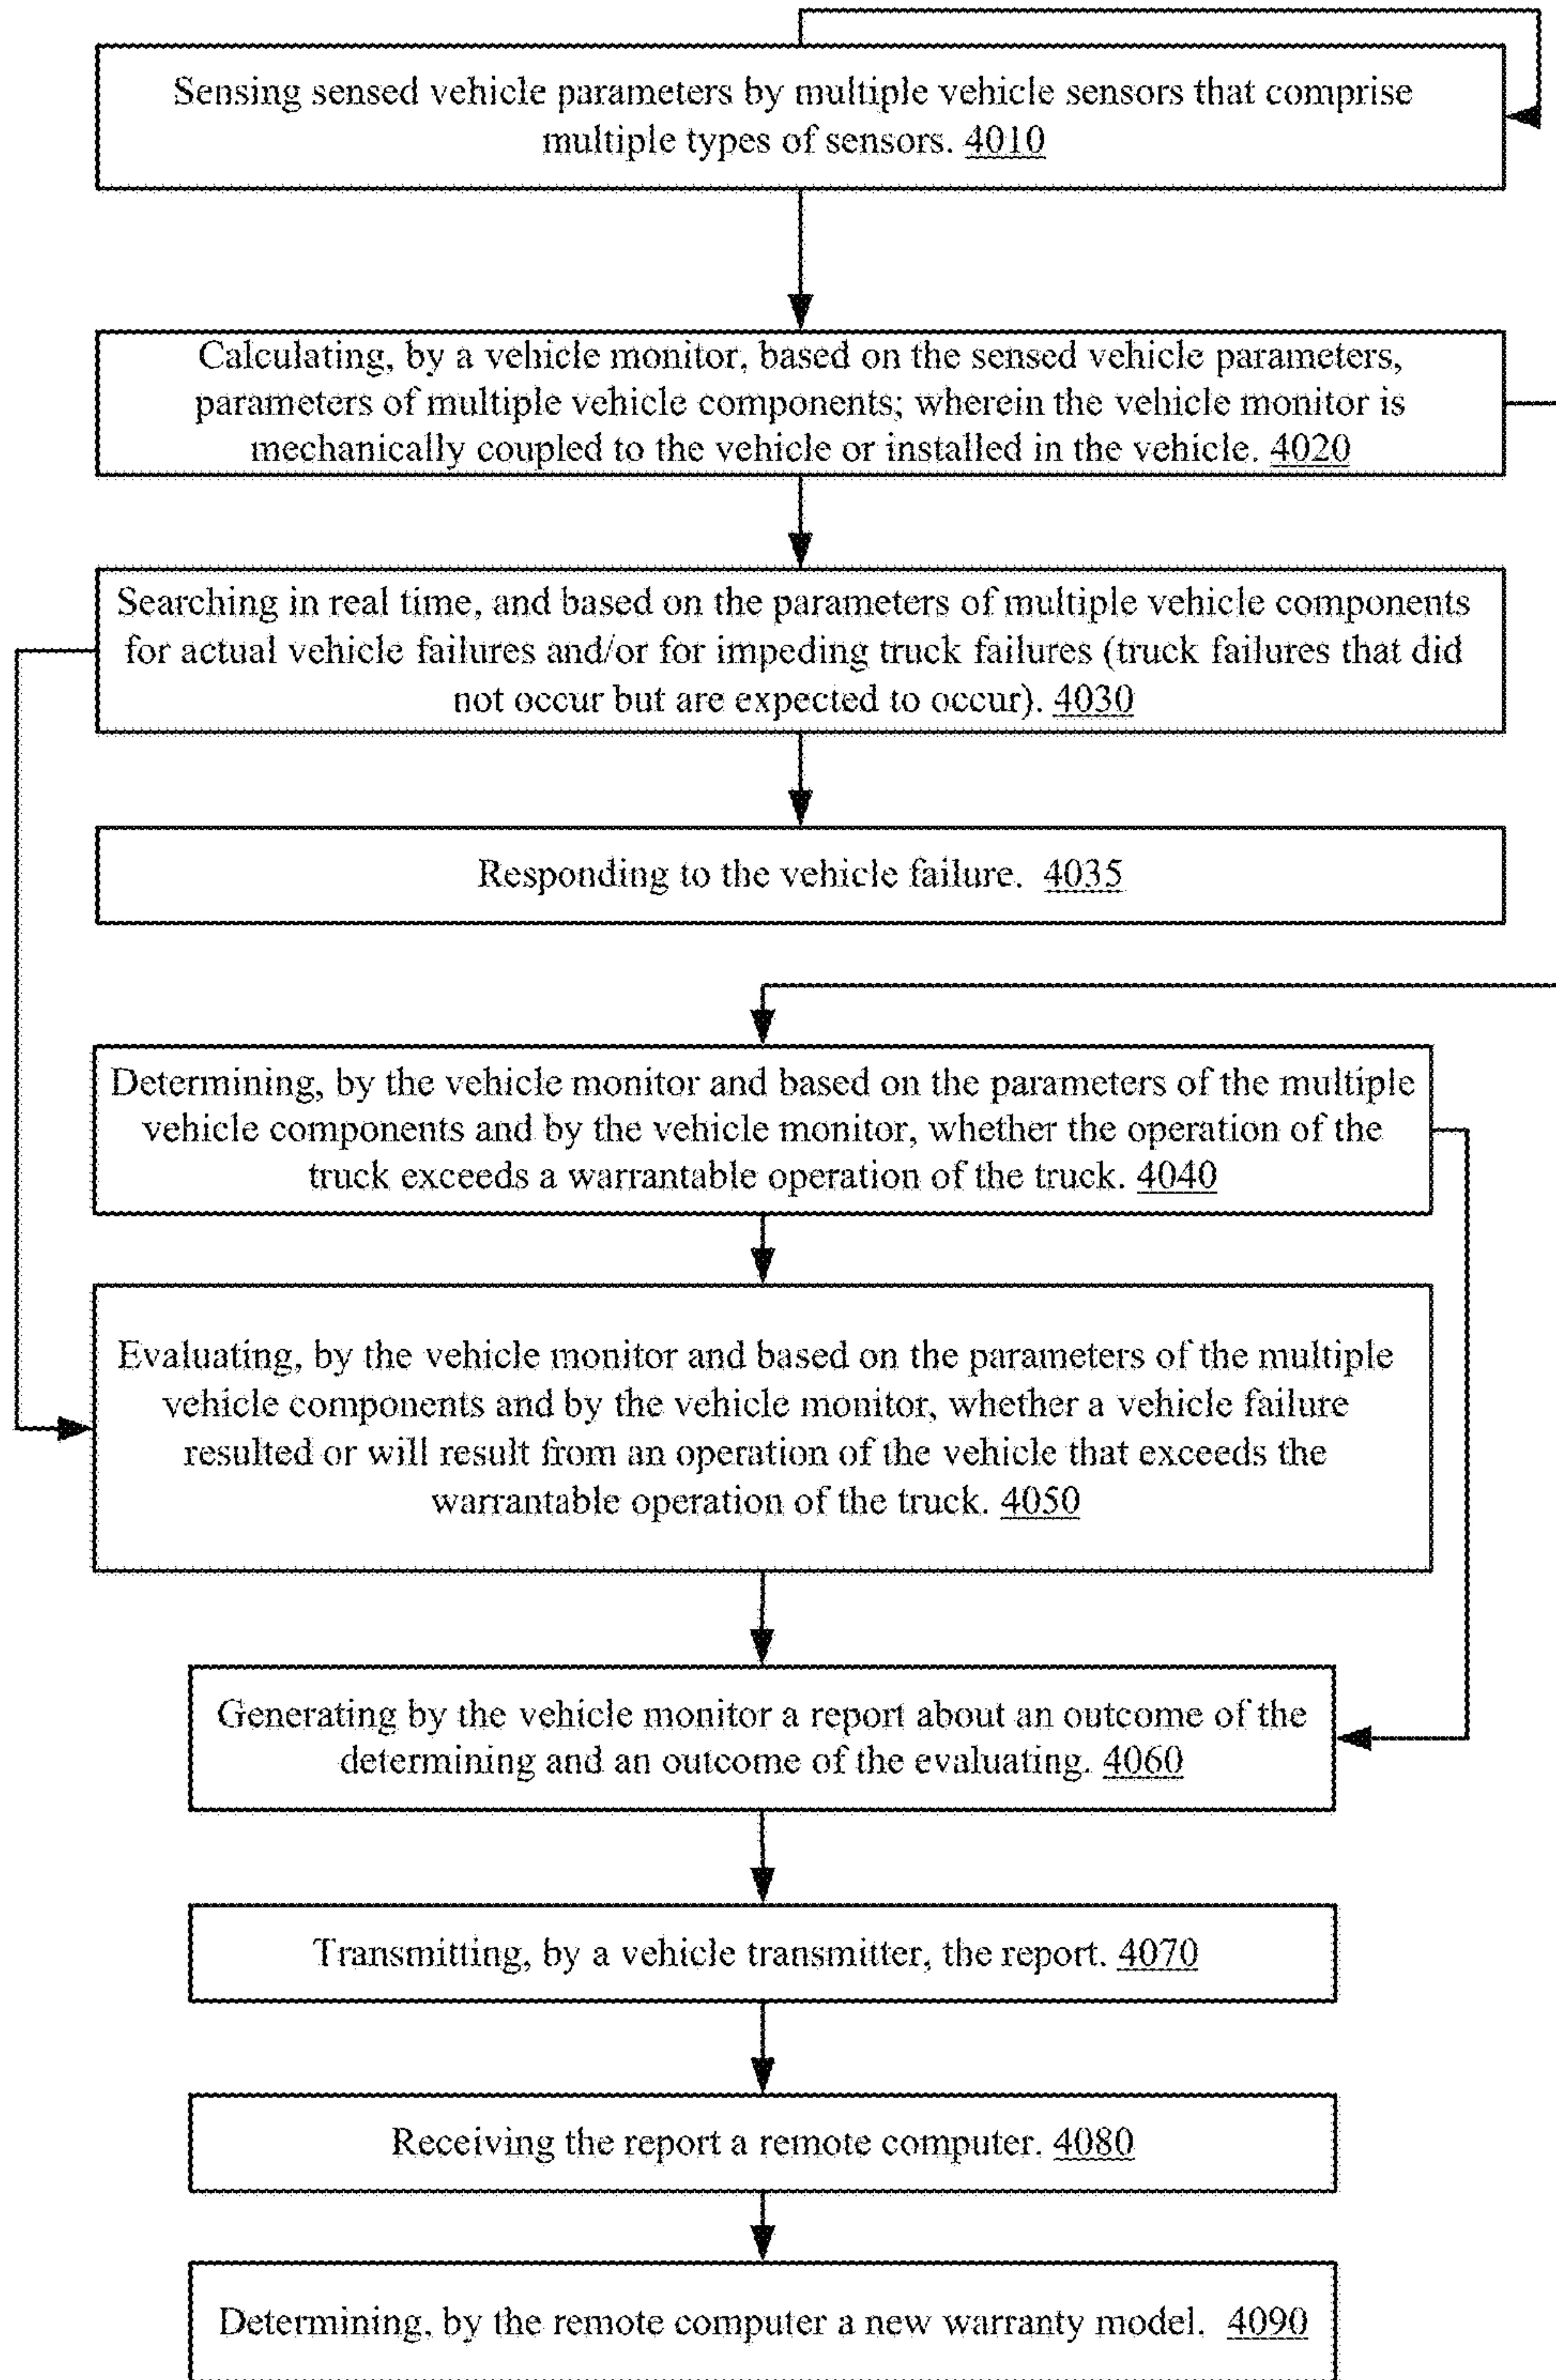 Sensing sensed vehicle parameters by multiple vehicle sensors that comprise
multiple types of sensors. 4010
Calculating, by a vehicle monitor, based on the sensed vehicle parameters,
parameters of multiple vehicle components; wherein the vehicle monitor is
mechanically coupled to the vehicle or installed in the vehicle. 4020
Searching in real time, and based on the parameters of multiple vehicle components
for actual vehicle failures and/or for impeding truck failures (truck failures that did
not occur but are expected to occur). 4030
Responding to the vehicle failure. 4035
Determining, by the vehicle monitor and based on the parameters of the multiple
vehicle components and by the vehicle monitor, whether the operation of the
truck exceeds a warrantable operation of the truck. 4040
Evaluating, by the vehicle monitor and based on the parameters of the multiple
vehicle components and by the vehicle monitor, whether a vehicle failure
resulted or will result from an operation of the vehicle that exceeds the
warrantable operation of the truck. 4050
Generating by the vehicle monitor a report about an outcome of the
determining and an outcome of the evaluating. 4060
Transmitting, by a vehicle transmitter, the report. 4070
Receiving the report a remote computer. 4080
Determining, by the remote computer a new warranty model. 4090